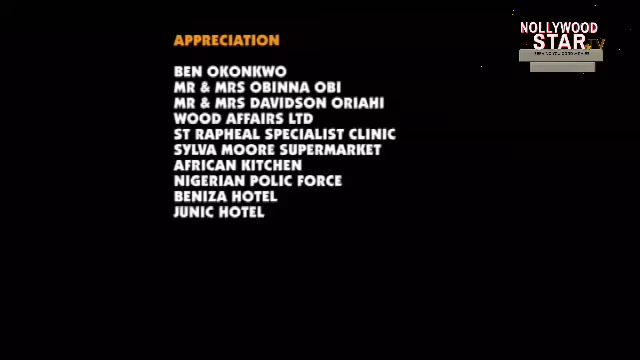 APPRECIATION
BEN OKONKWO
MR & MRS OBINNA OBI
MR & MRS DAVIDSON ORIAHI
WOOD AFFAIRS LTD
ST RAPHEAL SPECIALIST CLINIC
SYLVA MOORE SUPERMARKET
AFRICAN KITCHEN
NIGERIAN POLIC FORCE
BENIZA HOTEL
JUNIC HOTEL
NOLLYWOOD
STAR TV